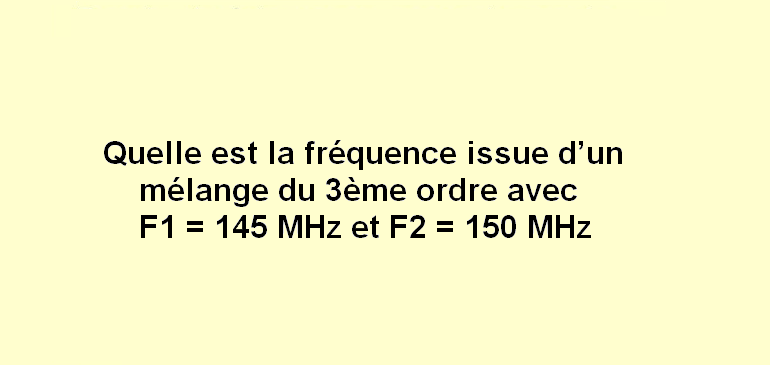 Quelle est la fréquence issue d’un
mélange du 3ème ordre avec
F1 = 145 MHz et F2 = 150 MHz